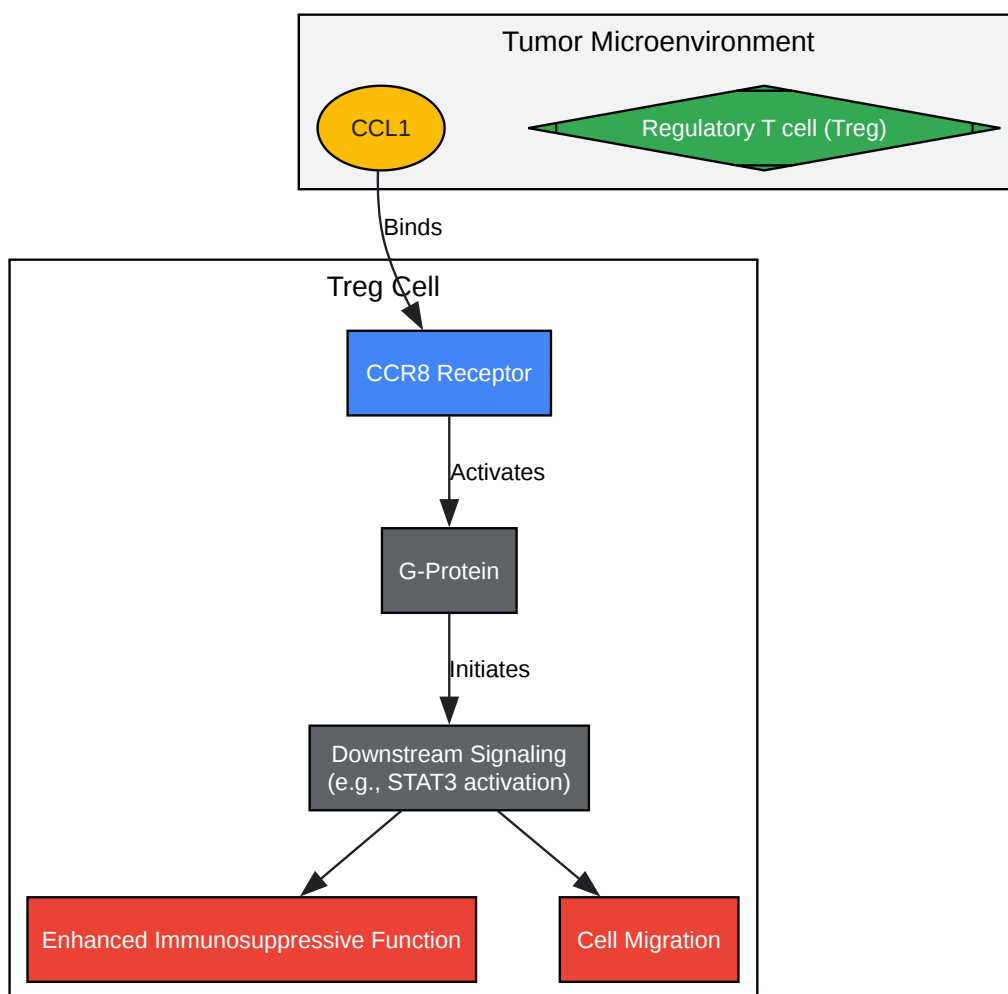 Tumor Microenvironment
CCL1
Regulatory T cell (Treg)
Binds
Treg Cell
CCR8 Receptor
Activates
G-Protein
Initiates
Downstream Signaling
(e.g., STAT3 activation)
Enhanced Immunosuppressive Function
Cell Migration